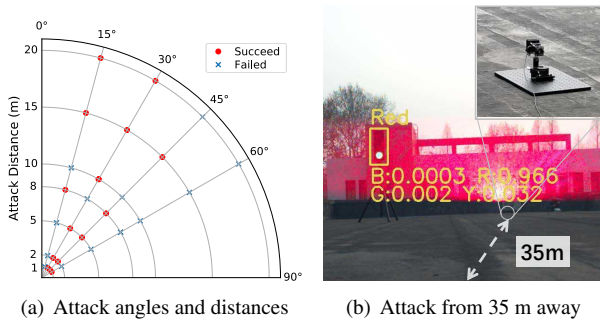 0°
15°
30°
45°
60°
90°
20
15
10
8
5
2
1
Attack Distance (m)
Succeed
Failed
(a) Attack angles and distances
Red
B:0.0003 R:0.966
G:0.002 Y:0.032
35m
(b) Attack from 35 m away